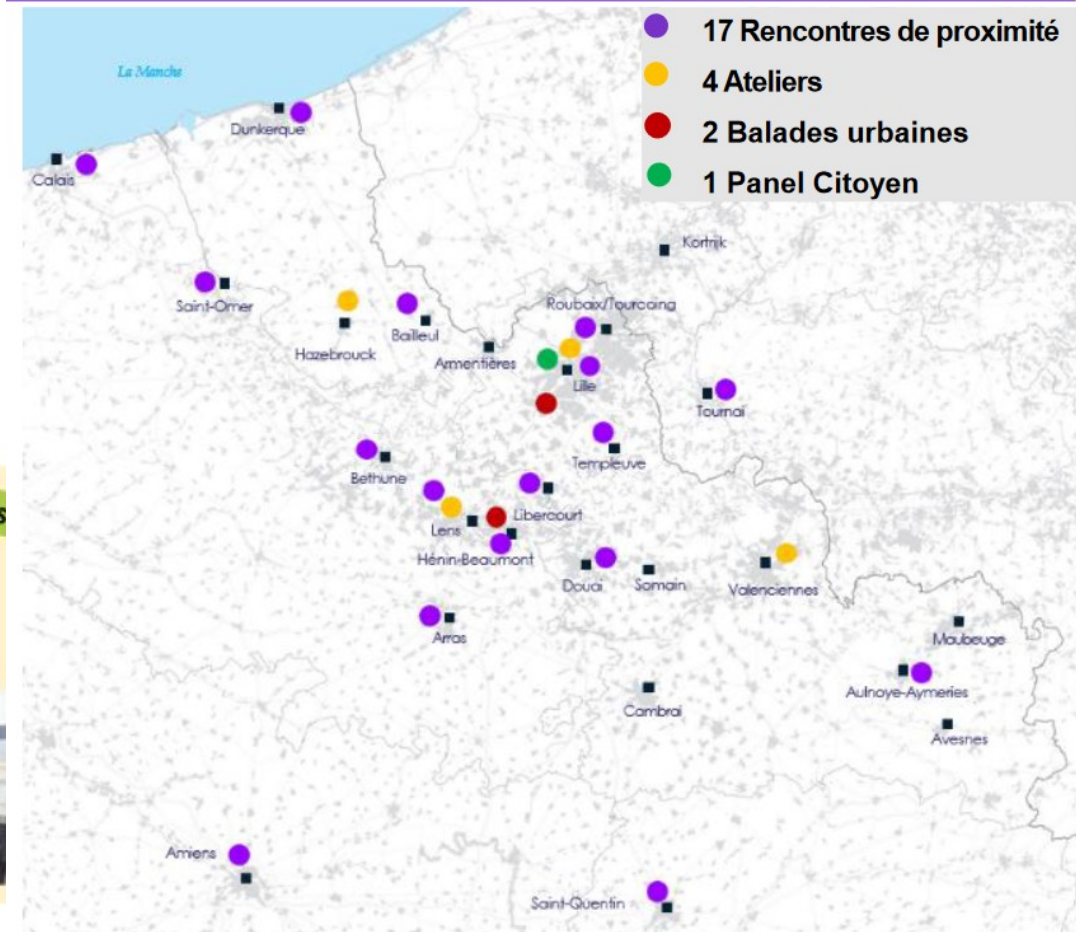 17 Rencontres de proximité
4 Ateliers
2 Balades urbaines
1 Panel Citoyen
La Manche
Dunkerque
Calais
Kortrijk
Saint-Omer
Roubaix/Tourcoing
Bailleul
Hazebrouck
Armentières
Lille
Tournai
Templeuve
Bethune
Libercourt
Lens
Hénin-Beaumont
Douai
Somain
Valenciennes
Arras
Maubeuge
Aulnoye-Aymeries
Cambrai
Avesnes
Amiens
Saint-Quentin